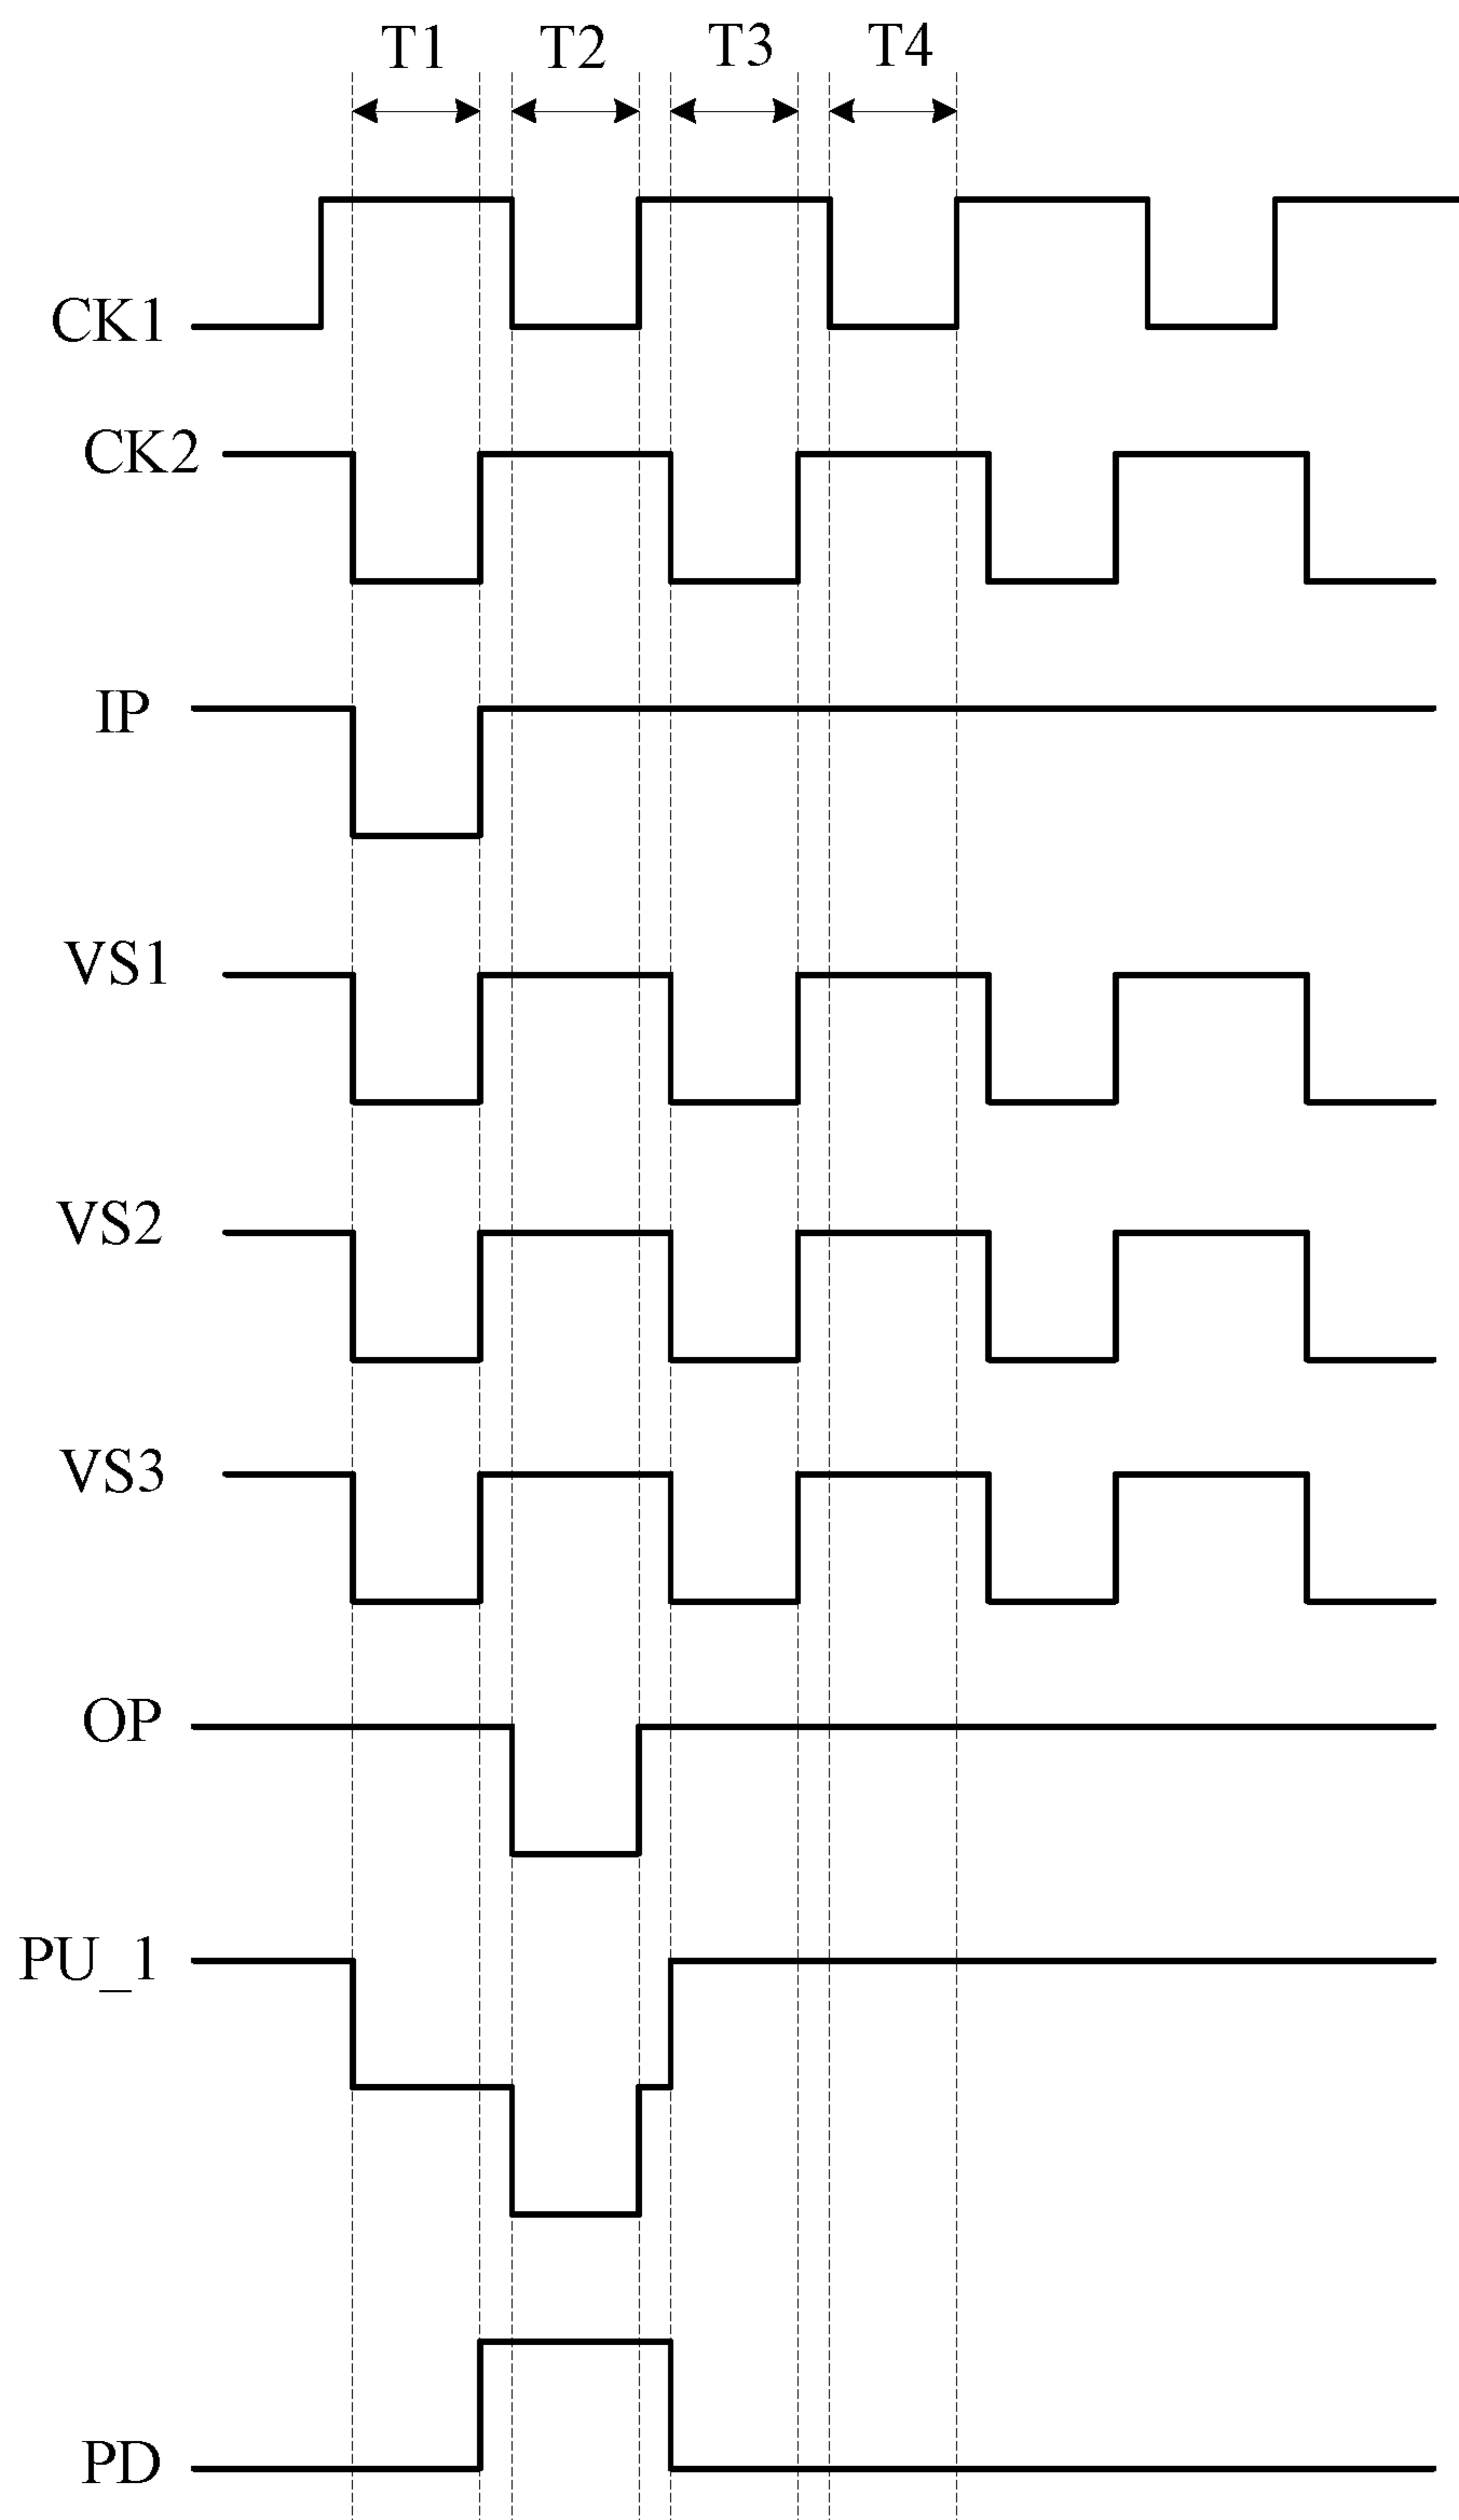 T1 T2 T3 T4
CK1
CK2
IP
VS1
VS2
VS3
OP
PU_1
PD